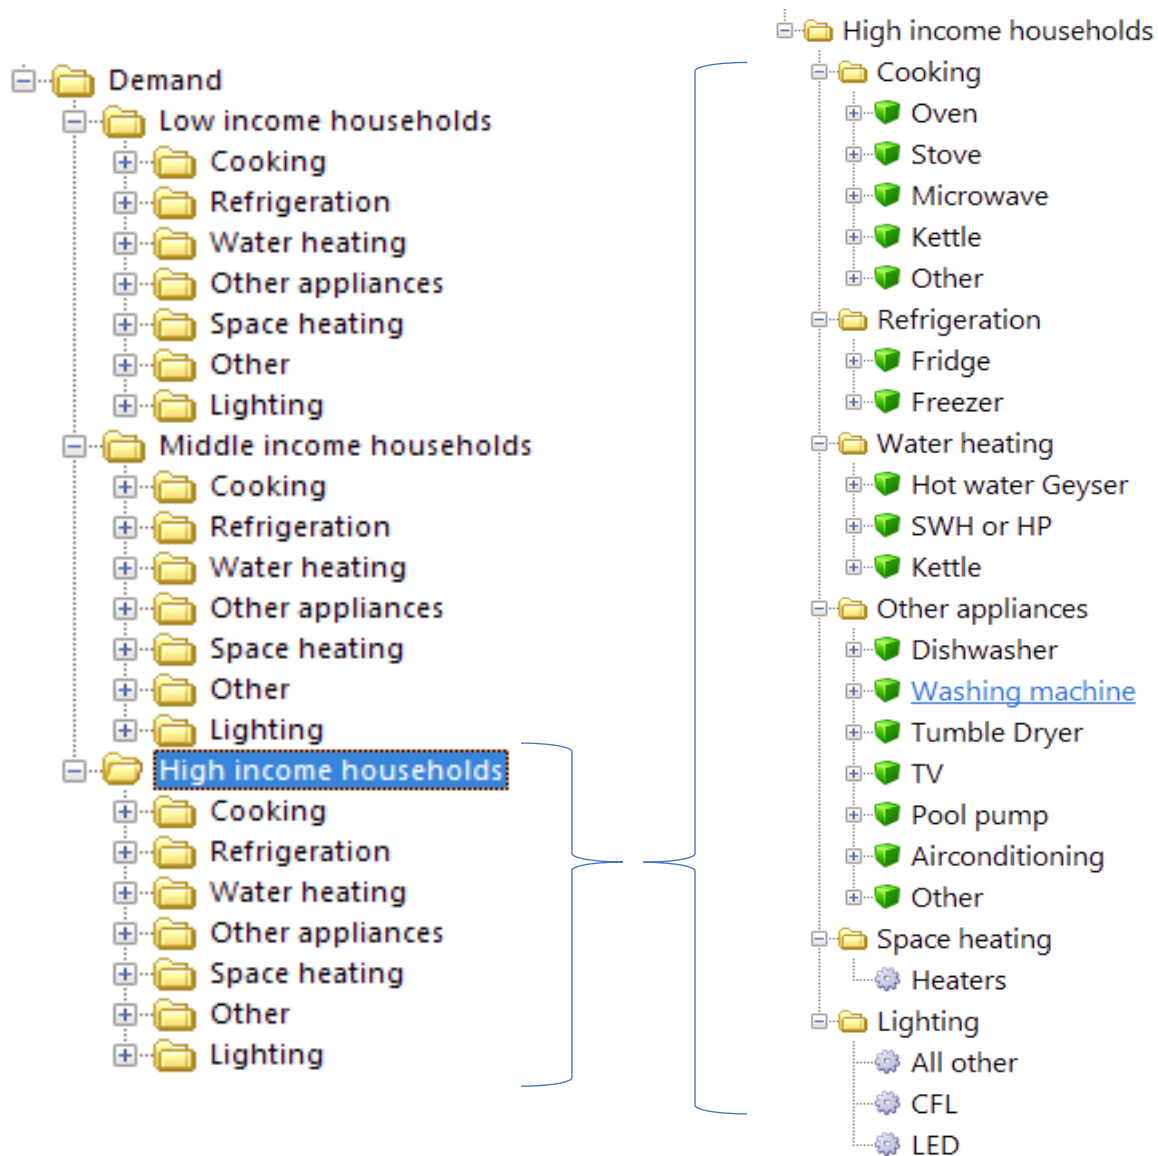 Demand
Low income households
Cooking
Refrigeration
Water heating
Other appliances
Space heating
Other
Lighting
Middle income households
Cooking
Refrigeration
Water heating
Other appliances
Space heating
Other
Lighting
High income households
Cooking
Refrigeration
Water heating
Other appliances
Space heating
Other
Lighting
High income households
Cooking
Oven
Stove
Microwave
Kettle
Other
Refrigeration
Fridge
Freezer
Water heating
Hot water Geyser
SWH or HP
Kettle
Other appliances
Dishwasher
Washing machine
Tumble Dryer
TV
Pool pump
Airconditioning
Other
Space heating
Heaters
Lighting
All other
CFL
LED